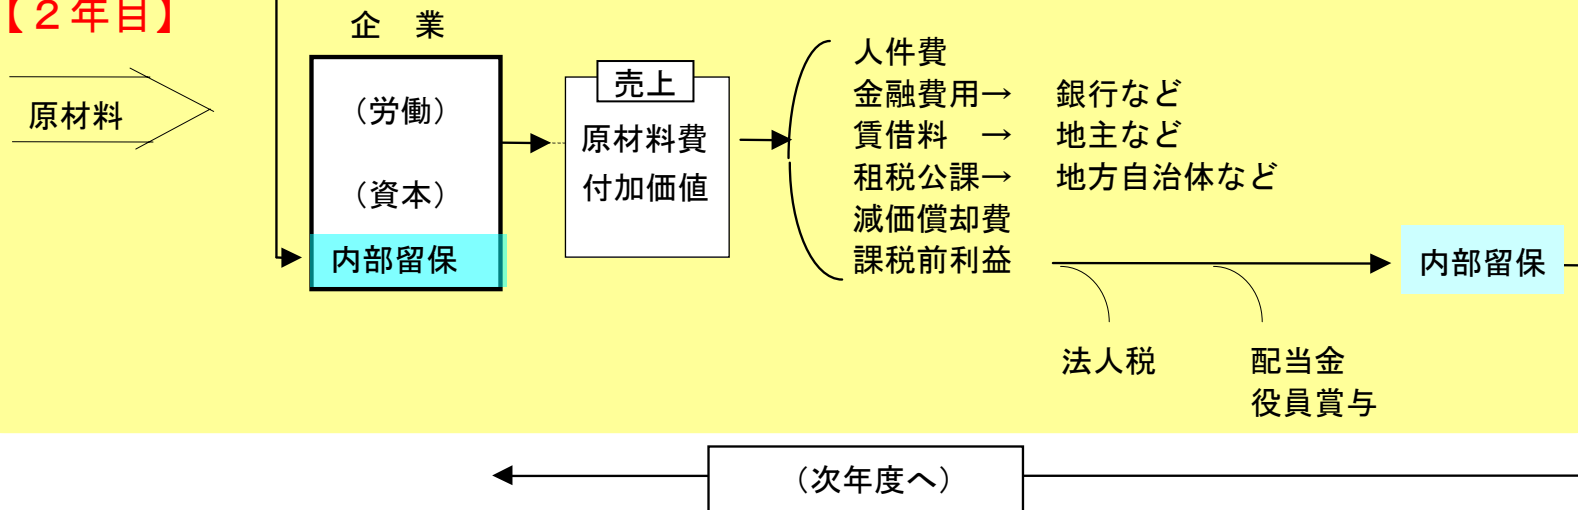 【２年目】
企　業
原材料
（労働）
（資本）
内部留保
売上
原材料費
付加価値
人件費
金融費用→　銀行など
賃借料　→　地主など
租税公課→　地方自治体など
減価償却費
課税前利益
内部留保
法人税
配当金
役員賞与
（次年度へ）